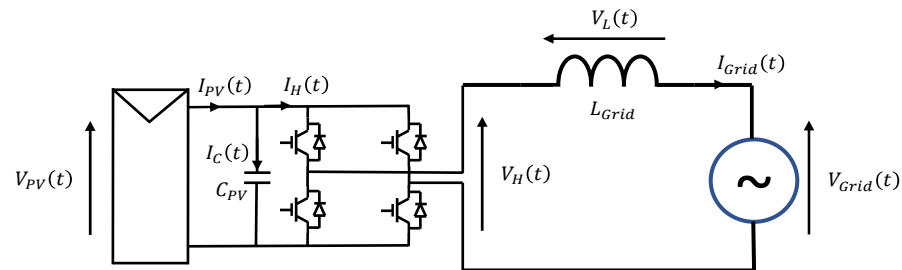 V_L(t)
I_PV(t)
I_H(t)
I_Grid(t)
L_Grid
I_C(t)
V_PV(t)
C_PV
V_H(t)
V_Grid(t)
~